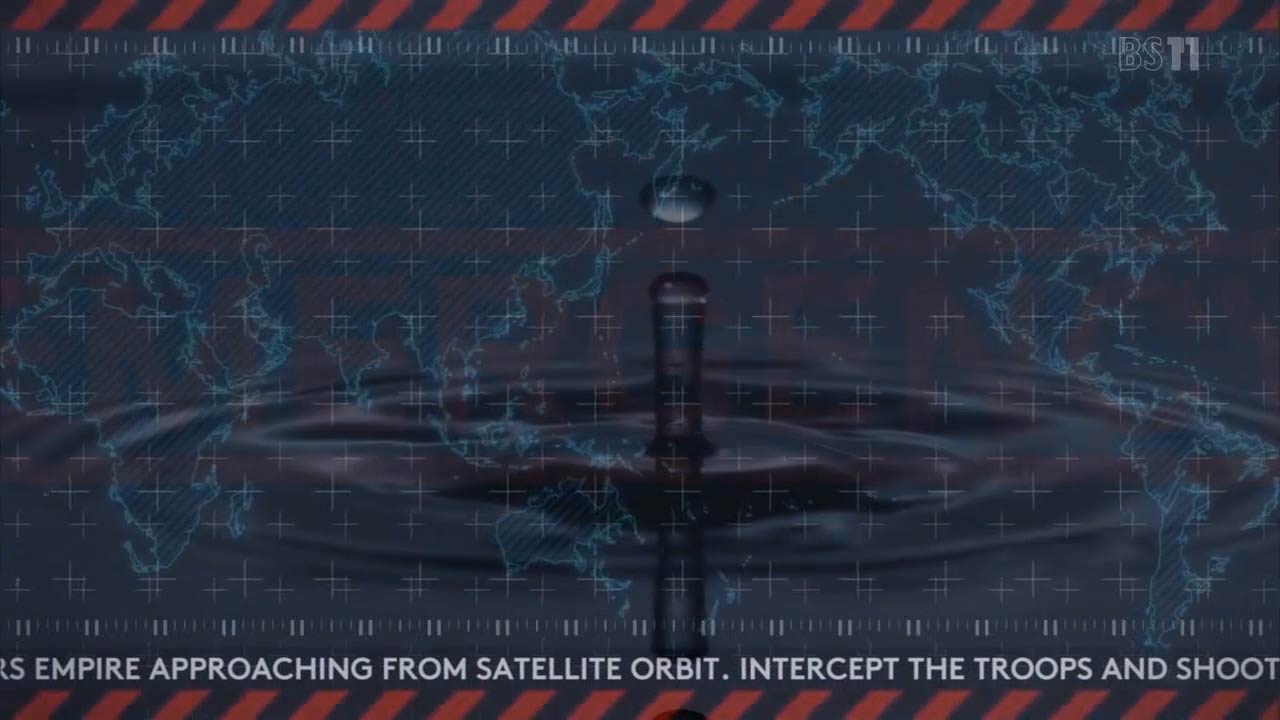 BS11
RS EMPIRE APPROACHING FROM SATELLITE ORBIT. INTERCEPT THE TROOPS AND SHOOT